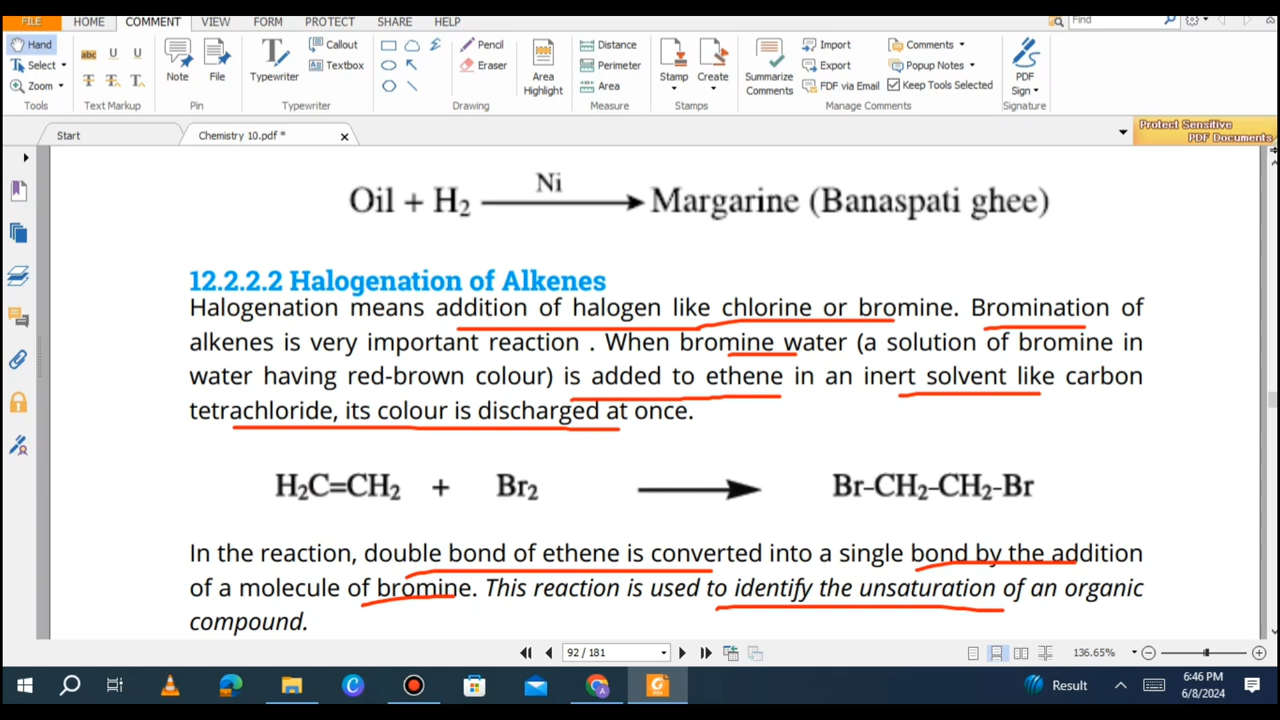 FILE HOME COMMENT VIEW FORM PROTECT SHARE HELP Find
Hand
Select
Zoom
Tools
abc U U
T T T
Text Markup
Note File
Pin
Typewriter Callout
Textbox
Typewriter
Pencil
Eraser
Area Highlight
Drawing
Distance
Perimeter
Area
Measure
Stamp Create
Stamps
Summarize Comments
Import
Export
PDF via Email
Comments
Popup Notes
Keep Tools Selected
Manage Comments
PDF Sign
Signature
Start Chemistry 10.pdf *
Protect Sensitive
PDF Documents
Ni
Oil + H₂ ⟶ Margarine (Banaspati ghee)
12.2.2.2 Halogenation of Alkenes
Halogenation means addition of halogen like chlorine or bromine. Bromination of
alkenes is very important reaction . When bromine water (a solution of bromine in
water having red-brown colour) is added to ethene in an inert solvent like carbon
tetrachloride, its colour is discharged at once.
H₂C=CH₂ + Br₂ ⟶ Br-CH₂-CH₂-Br
In the reaction, double bond of ethene is converted into a single bond by the addition
of a molecule of bromine. This reaction is used to identify the unsaturation of an organic
compound.
92 / 181 136.65%
Result 6:46 PM
6/8/2024